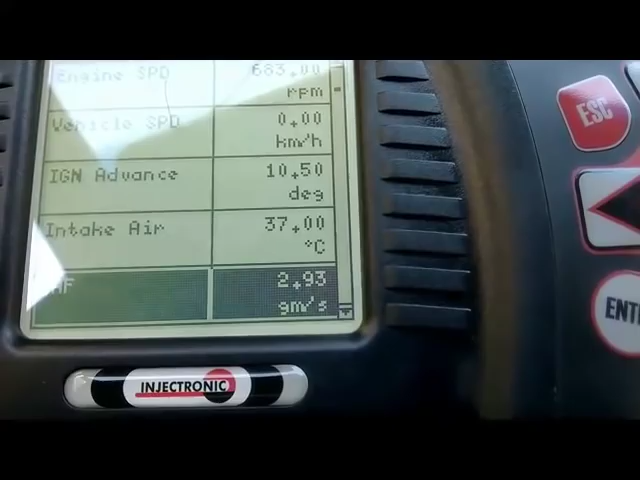 Engine SPD 683.00
rpm
Vehicle SPD 0.00
km/h
IGN Advance 10.50
deg
Intake Air 37.00
°C
2.93
gm/s
INJECTRONIC
ESC